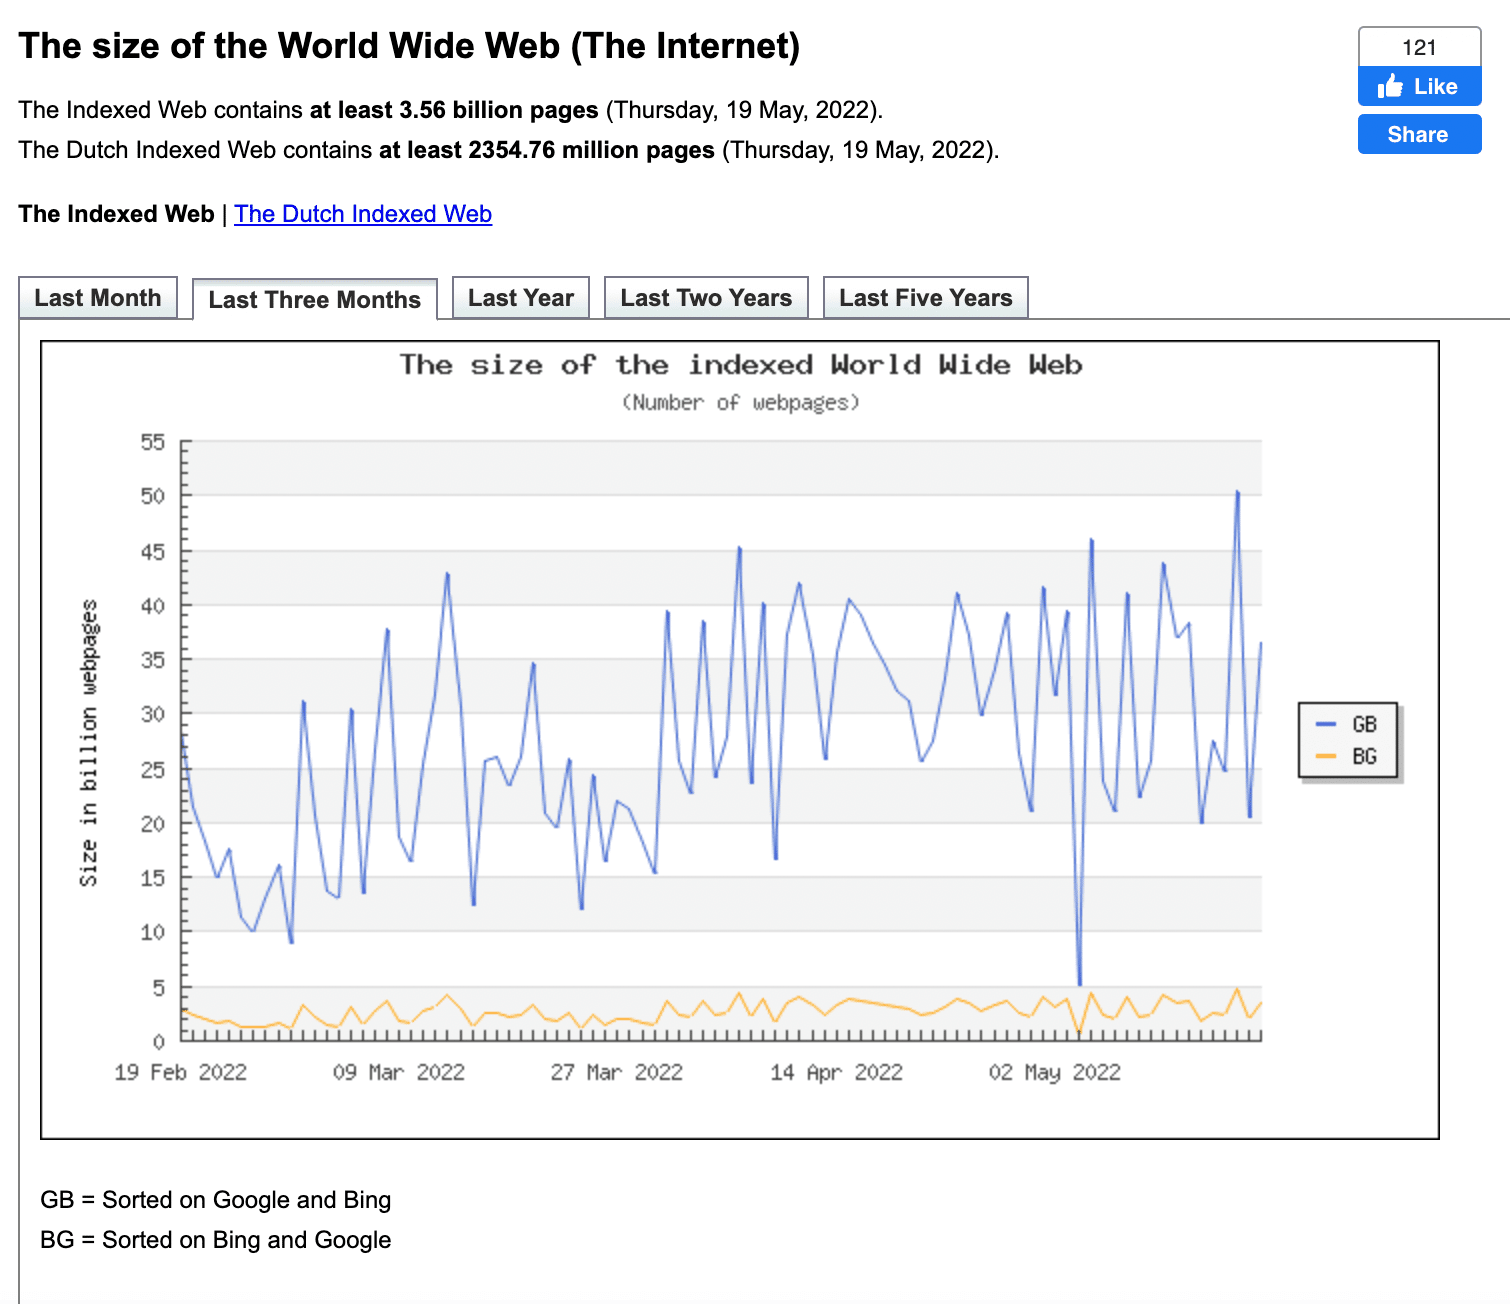 The size of the World Wide Web (The Internet)
121
Like
Share
The Indexed Web contains at least 3.56 billion pages (Thursday, 19 May, 2022).
The Dutch Indexed Web contains at least 2354.76 million pages (Thursday, 19 May, 2022).
The Indexed Web | The Dutch Indexed Web
Last Month Last Three Months Last Year Last Two Years Last Five Years
The size of the indexed World Wide Web
(Number of webpages)
Size in billion webpages
55
50
45
40
35
30
25
20
15
10
5
0
19 Feb 2022 09 Mar 2022 27 Mar 2022 14 Apr 2022 02 May 2022
GB
BG
GB = Sorted on Google and Bing
BG = Sorted on Bing and Google